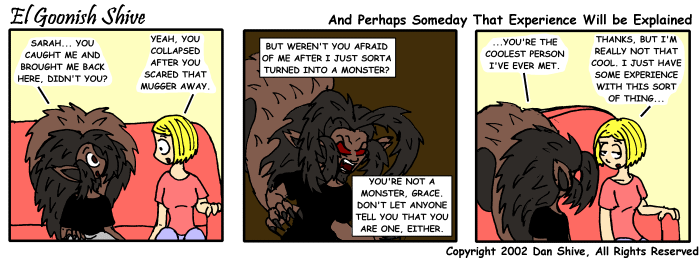 El Goonish Shive
And Perhaps Someday That Experience Will be Explained
SARAH... YOU
CAUGHT ME AND
BROUGHT ME BACK
HERE, DIDN'T YOU?
YEAH, YOU
COLLAPSED
AFTER YOU
SCARED THAT
MUGGER AWAY.
BUT WEREN'T YOU AFRAID
OF ME AFTER I JUST SORTA
TURNED INTO A MONSTER?
YOU'RE NOT A
MONSTER, GRACE.
DON'T LET ANYONE
TELL YOU THAT YOU
ARE ONE, EITHER.
...YOU'RE THE
COOLEST PERSON
I'VE EVER MET.
THANKS, BUT I'M
REALLY NOT THAT
COOL. I JUST HAVE
SOME EXPERIENCE
WITH THIS SORT
OF THING...
Copyright 2002 Dan Shive, All Rights Reserved